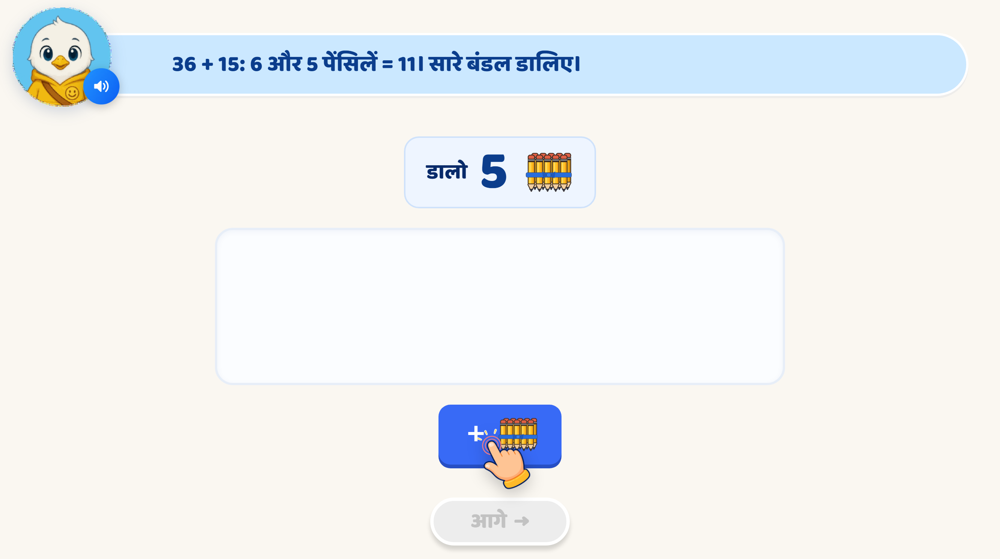 36 + 15: 6 और 5 पेंसिलें = 11। सारे बंडल डालिए।
डालो 5
+
आगे →